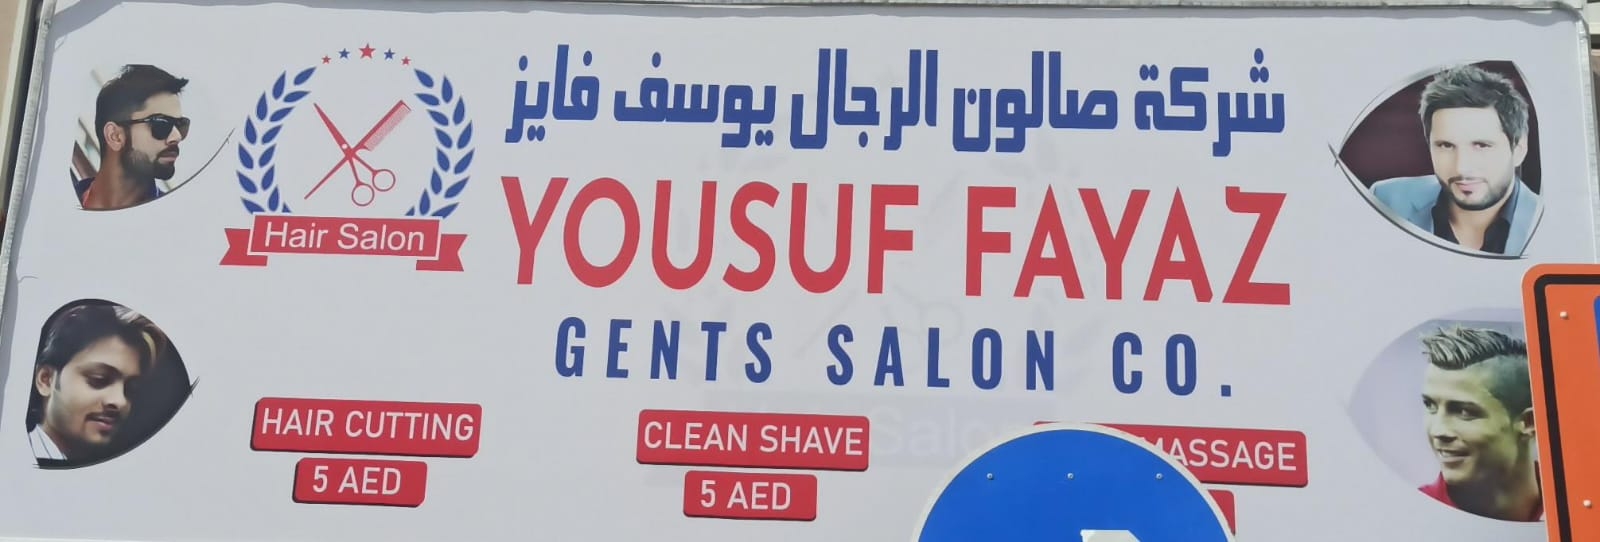 شركة صالون الرجال يوسف فايز
Hair Salon
YOUSUF FAYAZ
GENTS SALON CO.
HAIR CUTTING
5 AED
CLEAN SHAVE
5 AED